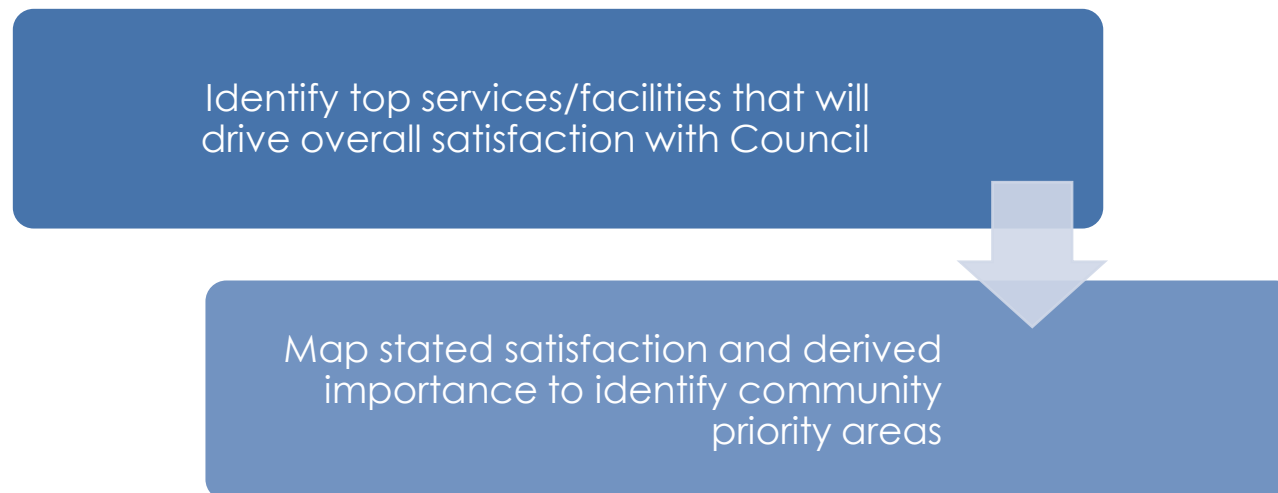 Identify top services/facilities that will
drive overall satisfaction with Council
Map stated satisfaction and derived
importance to identify community
priority areas